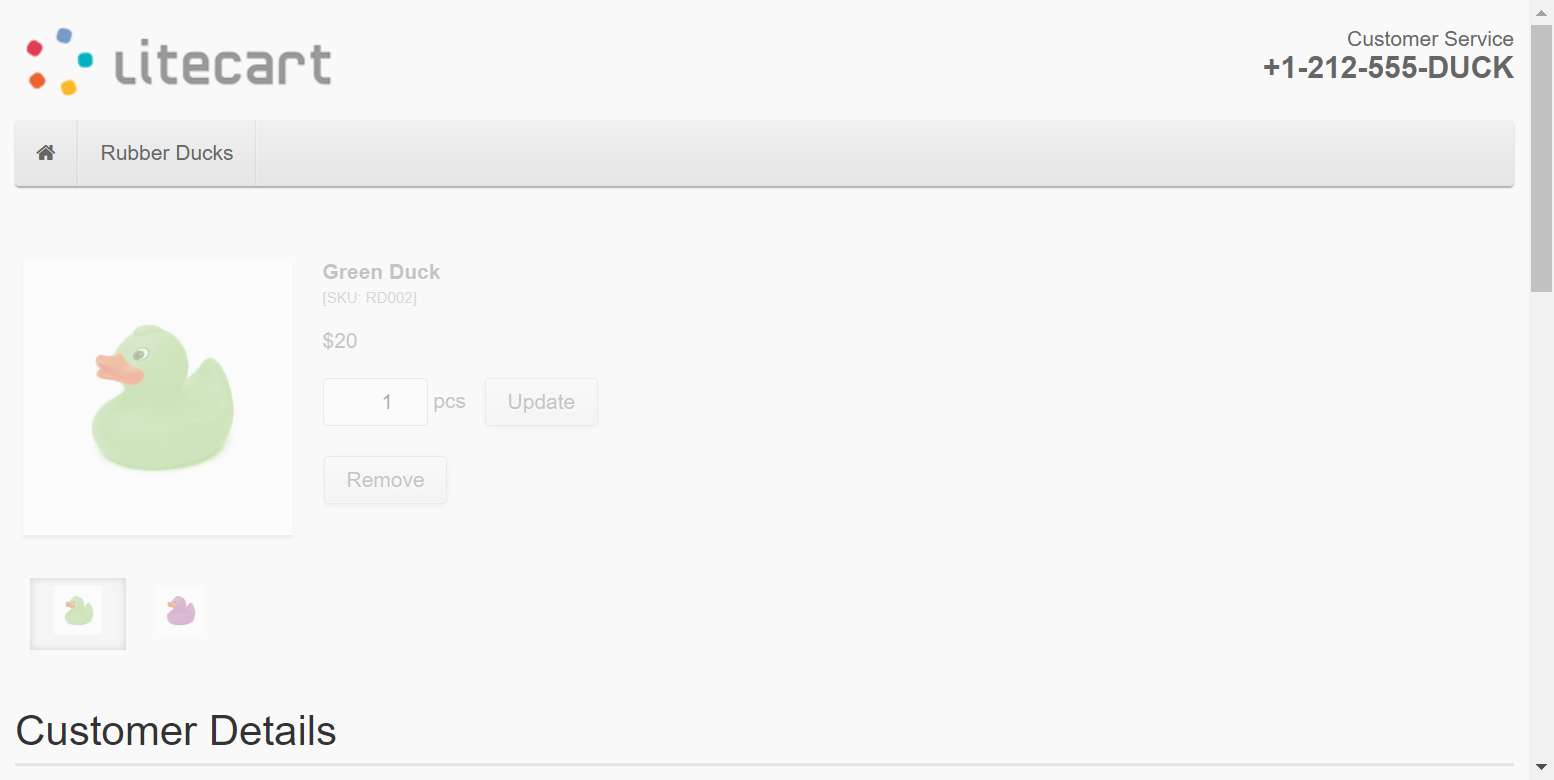 Litecart
Customer Service
+1-212-555-DUCK
Rubber Ducks
Green Duck
[SKU: RD002]
$20
1 pcs Update
Remove
Customer Details